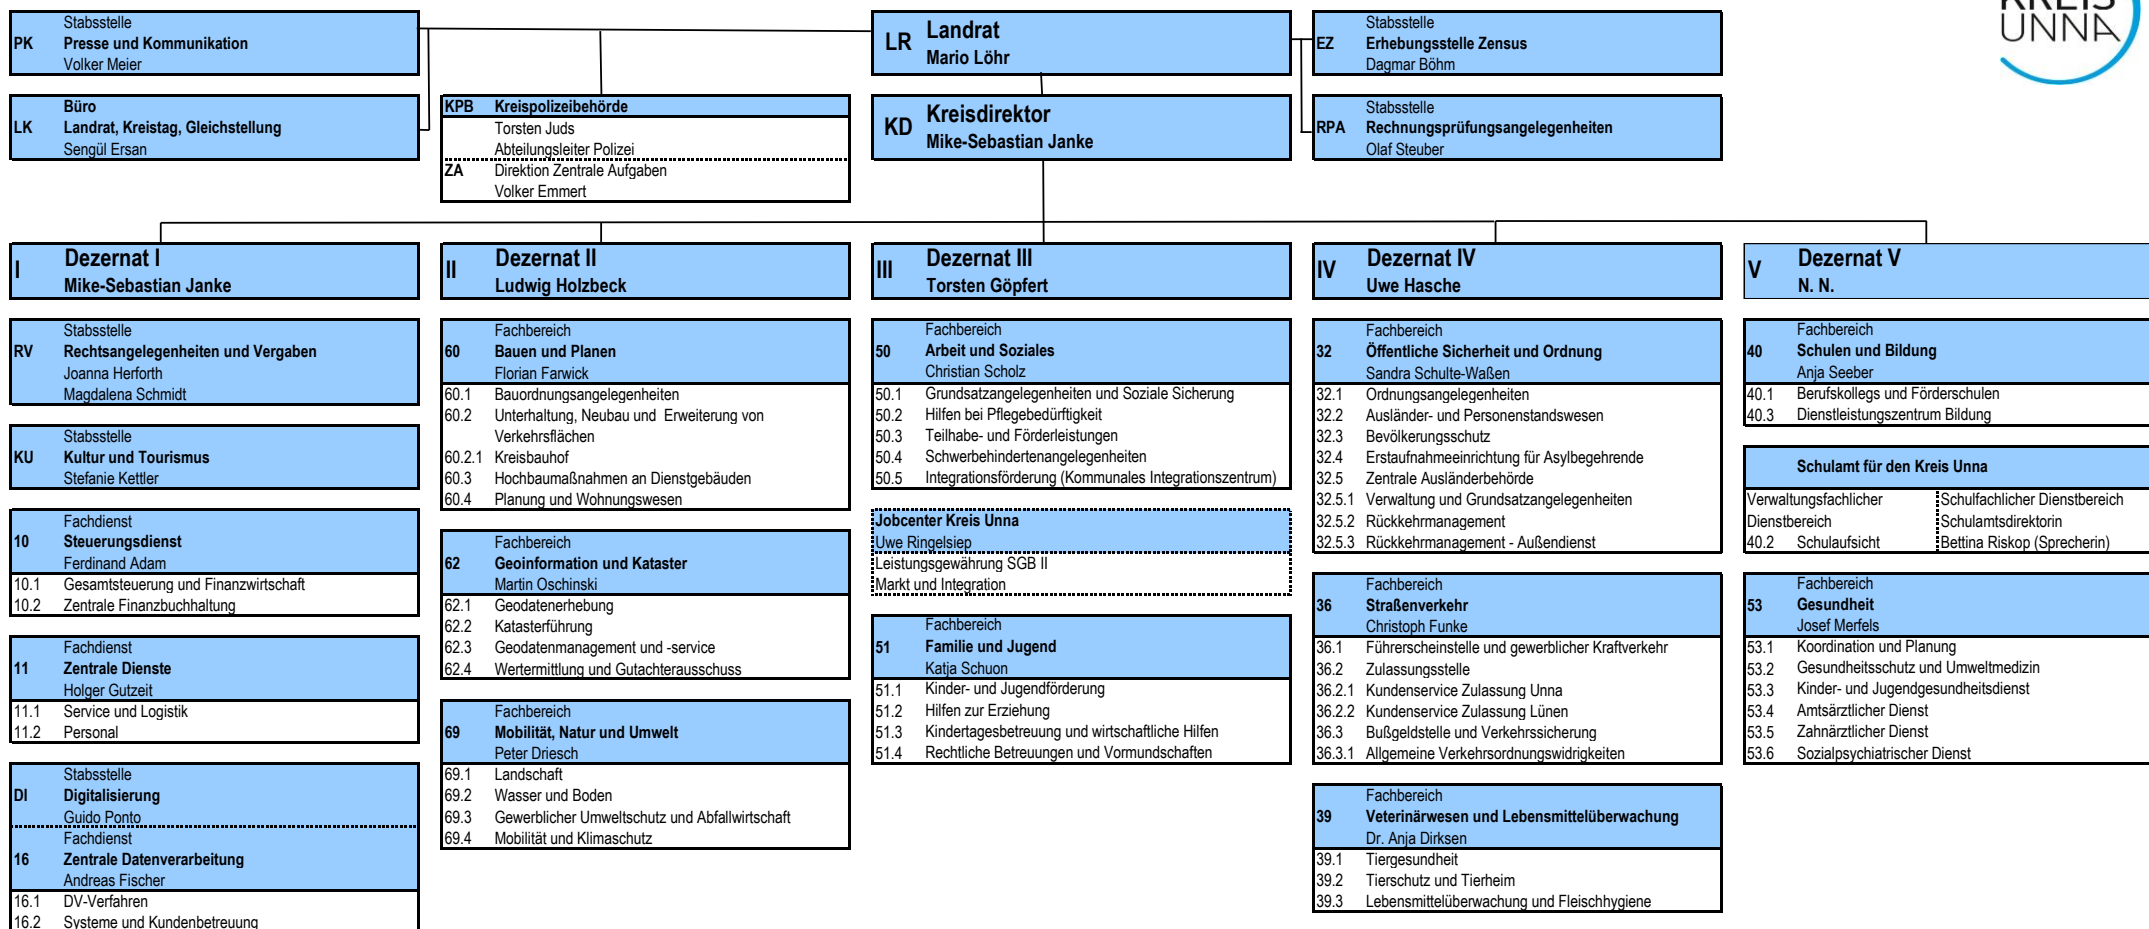 Stabsstelle
PK Presse und Kommunikation
Volker Meier
LR Landrat
Mario Löhr
Stabsstelle
EZ Erhebungsstelle Zensus
Dagmar Böhm
KREIS
UNNA
Büro
LK Landrat, Kreistag, Gleichstellung
Sengül Ersan
KPB Kreispolizeibehörde
Torsten Juds
Abteilungsleiter Polizei
ZA Direktion Zentrale Aufgaben
Volker Emmert
KD Kreisdirektor
Mike-Sebastian Janke
Stabsstelle
RPA Rechnungsprüfungsangelegenheiten
Olaf Steuber
I Dezernat I
Mike-Sebastian Janke
Stabsstelle
RV Rechtsangelegenheiten und Vergaben
Joanna Herforth
Magdalena Schmidt
Stabsstelle
KU Kultur und Tourismus
Stefanie Kettler
Fachdienst
10 Steuerungsdienst
Ferdinand Adam
10.1 Gesamtsteuerung und Finanzwirtschaft
10.2 Zentrale Finanzbuchhaltung
Fachdienst
11 Zentrale Dienste
Holger Gutzeit
11.1 Service und Logistik
11.2 Personal
Stabsstelle
DI Digitalisierung
Guido Ponto
Fachdienst
16 Zentrale Datenverarbeitung
Andreas Fischer
16.1 DV-Verfahren
16.2 Systeme und Kundenbetreuung
II Dezernat II
Ludwig Holzbeck
Fachbereich
60 Bauen und Planen
Florian Farwick
60.1 Bauordnungsangelegenheiten
60.2 Unterhaltung, Neubau und Erweiterung von
Verkehrsflächen
60.2.1 Kreisbauhof
60.3 Hochbaumaßnahmen an Dienstgebäuden
60.4 Planung und Wohnungswesen
Fachbereich
62 Geoinformation und Kataster
Martin Oschinski
62.1 Geodatenerhebung
62.2 Katasterführung
62.3 Geodatenmanagement und -service
62.4 Wertermittlung und Gutachterausschuss
Fachbereich
69 Mobilität, Natur und Umwelt
Peter Driesch
69.1 Landschaft
69.2 Wasser und Boden
69.3 Gewerblicher Umweltschutz und Abfallwirtschaft
69.4 Mobilität und Klimaschutz
III Dezernat III
Torsten Göpfert
Fachbereich
50 Arbeit und Soziales
Christian Scholz
50.1 Grundsatzangelegenheiten und Soziale Sicherung
50.2 Hilfen bei Pflegebedürftigkeit
50.3 Teilhabe- und Förderleistungen
50.4 Schwerbehindertenangelegenheiten
50.5 Integrationsförderung (Kommunales Integrationszentrum)
Jobcenter Kreis Unna
Uwe Ringelsiep
Leistungsgewährung SGB II
Markt und Integration
Fachbereich
51 Familie und Jugend
Katja Schuon
51.1 Kinder- und Jugendförderung
51.2 Hilfen zur Erziehung
51.3 Kindertagesbetreuung und wirtschaftliche Hilfen
51.4 Rechtliche Betreuungen und Vormundschaften
IV Dezernat IV
Uwe Hasche
Fachbereich
32 Öffentliche Sicherheit und Ordnung
Sandra Schulte-Waßen
32.1 Ordnungsangelegenheiten
32.2 Ausländer- und Personenstandswesen
32.3 Bevölkerungsschutz
32.4 Erstaufnahmeeinrichtung für Asylbegehrende
32.5 Zentrale Ausländerbehörde
32.5.1 Verwaltung und Grundsatzangelegenheiten
32.5.2 Rückkehrmanagement
32.5.3 Rückkehrmanagement - Außendienst
Fachbereich
36 Straßenverkehr
Christoph Funke
36.1 Führerscheinstelle und gewerblicher Kraftverkehr
36.2 Zulassungsstelle
36.2.1 Kundenservice Zulassung Unna
36.2.2 Kundenservice Zulassung Lünen
36.3 Bußgeldstelle und Verkehrssicherung
36.3.1 Allgemeine Verkehrsordnungswidrigkeiten
Fachbereich
39 Veterinärwesen und Lebensmittelüberwachung
Dr. Anja Dirksen
39.1 Tiergesundheit
39.2 Tierschutz und Tierheim
39.3 Lebensmittelüberwachung und Fleischhygiene
V Dezernat V
N. N.
Fachbereich
40 Schulen und Bildung
Anja Seeber
40.1 Berufskollegs und Förderschulen
40.3 Dienstleistungszentrum Bildung
Schulamt für den Kreis Unna
Verwaltungsfachlicher
Dienstbereich
40.2 Schulaufsicht
Schulfachlicher Dienstbereich
Schulamtsdirektorin
Bettina Riskop (Sprecherin)
Fachbereich
53 Gesundheit
Josef Merfels
53.1 Koordination und Planung
53.2 Gesundheitsschutz und Umweltmedizin
53.3 Kinder- und Jugendgesundheitsdienst
53.4 Amtsärztlicher Dienst
53.5 Zahnärztlicher Dienst
53.6 Sozialpsychiatrischer Dienst